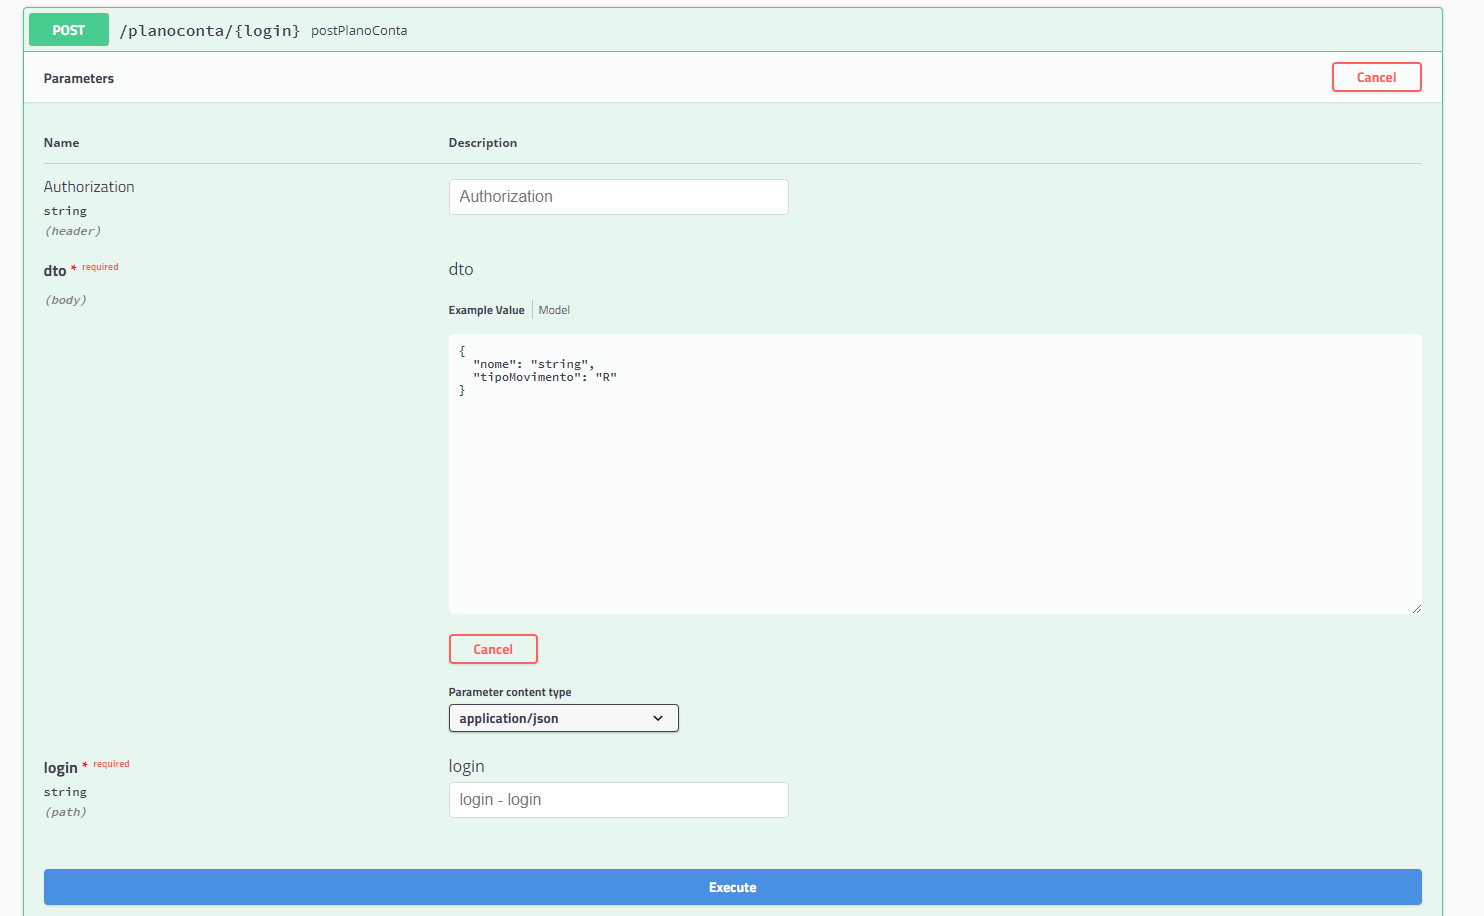 POST /planoconta/{login} postPlanoConta
Parameters
Cancel
Name Description
Authorization
string
(header)
Authorization
dto * required
(body)
dto
Example Value Model
{
  "nome": "string",
  "tipoMovimento": "R"
}
Cancel
Parameter content type
application/json
login * required
string
(path)
login
login - login
Execute